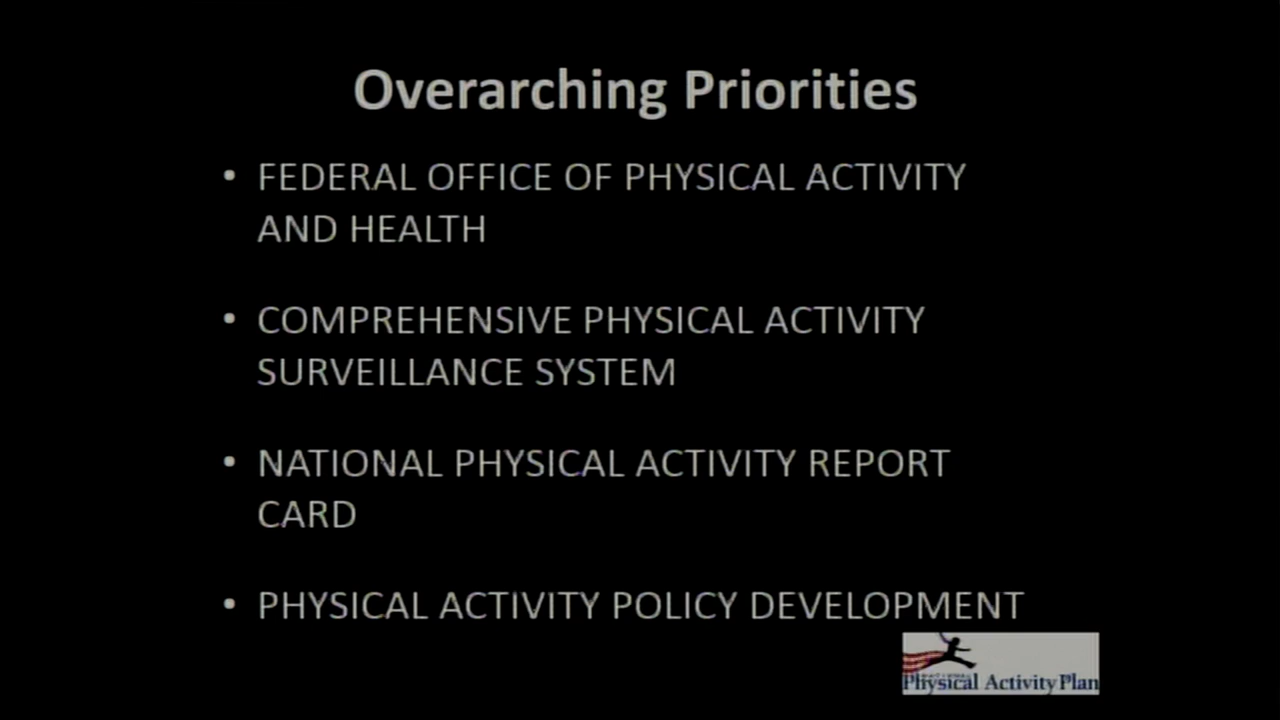 Overarching Priorities
• FEDERAL OFFICE OF PHYSICAL ACTIVITY
AND HEALTH
• COMPREHENSIVE PHYSICAL ACTIVITY
SURVEILLANCE SYSTEM
• NATIONAL PHYSICAL ACTIVITY REPORT
CARD
• PHYSICAL ACTIVITY POLICY DEVELOPMENT
Physical Activity Plan